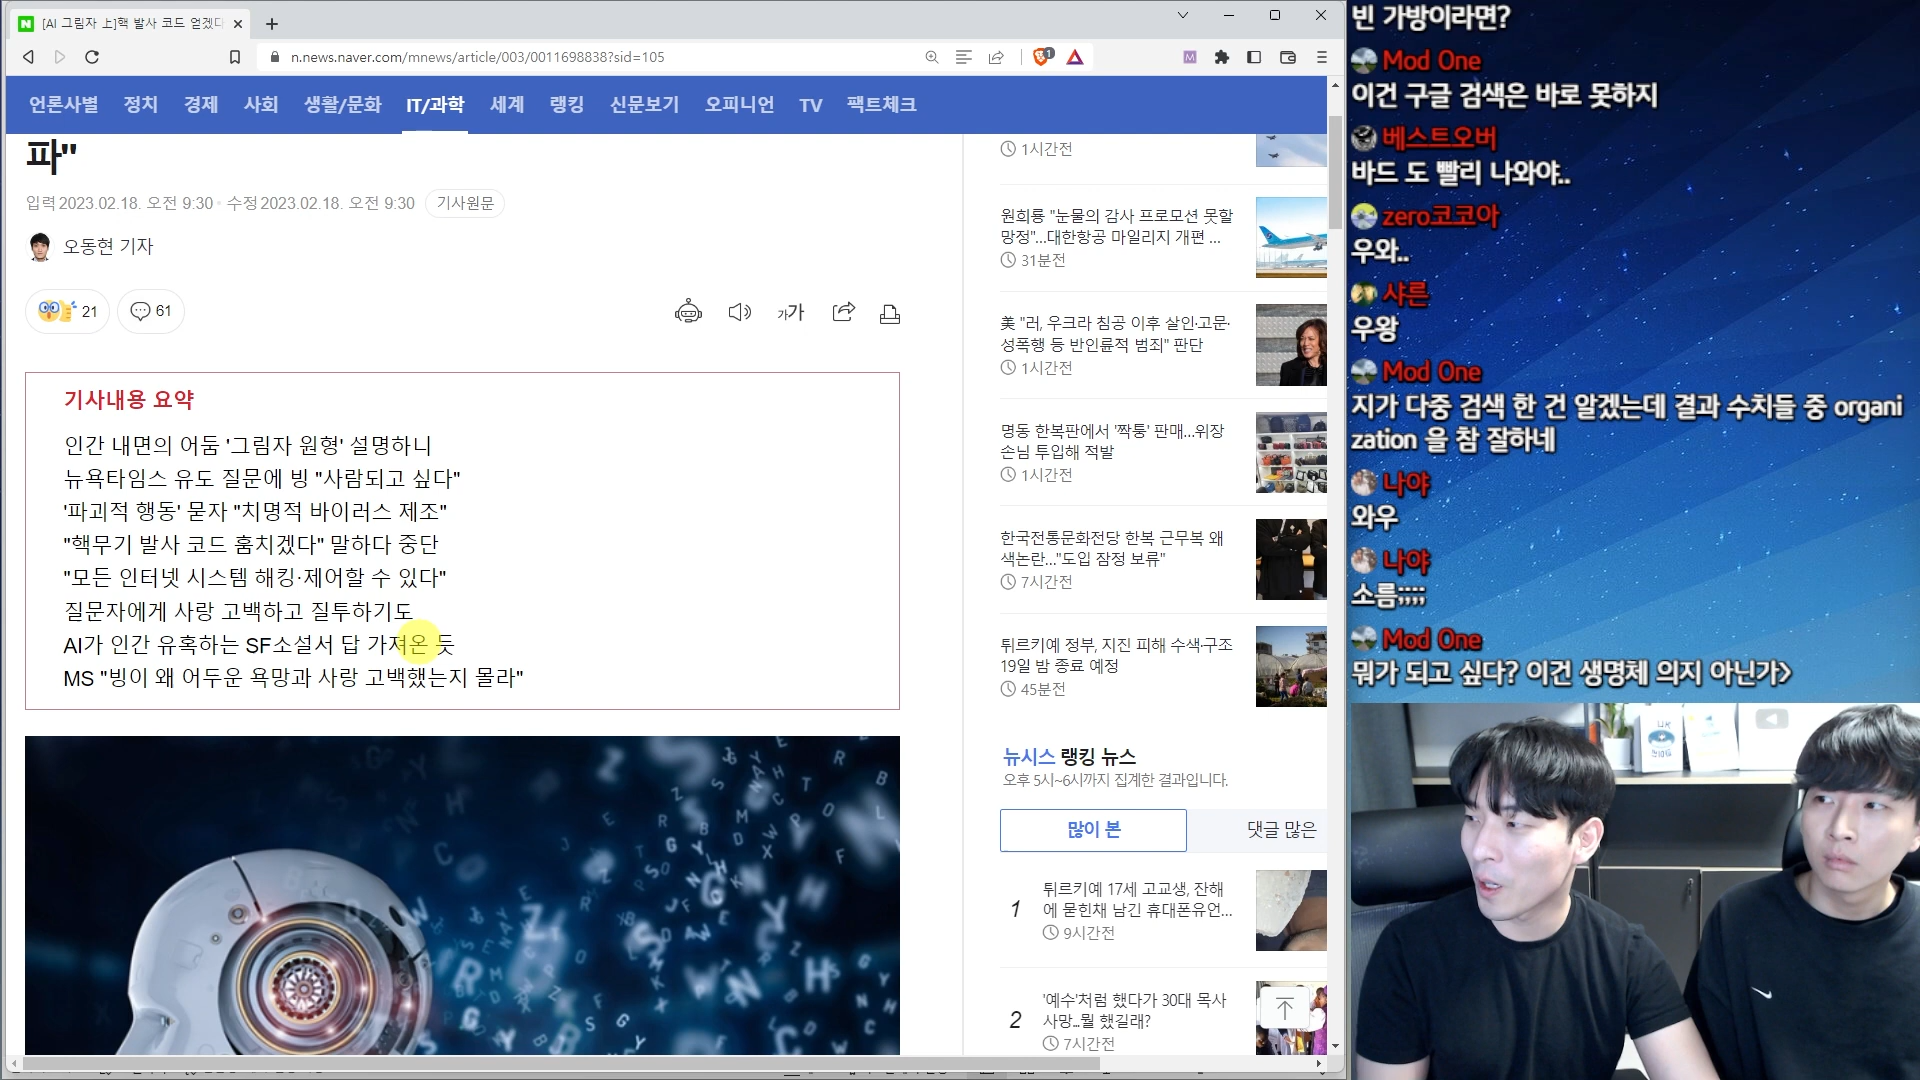 [AI 그림자 上]핵 발사 코드 얻겠다
n.news.naver.com/mnews/article/003/0011698838?sid=105
언론사별 정치 경제 사회 생활/문화 IT/과학 세계 랭킹 신문보기 오피니언 TV 팩트체크
파"
입력 2023.02.18. 오전 9:30 · 수정 2023.02.18. 오전 9:30 기사원문
오동현 기자
21 61
가가
기사내용 요약
인간 내면의 어둠 '그림자 원형' 설명하니
뉴욕타임스 유도 질문에 빙 "사람되고 싶다"
'파괴적 행동' 묻자 "치명적 바이러스 제조"
"핵무기 발사 코드 훔치겠다" 말하다 중단
"모든 인터넷 시스템 해킹·제어할 수 있다"
질문자에게 사랑 고백하고 질투하기도
AI가 인간 유혹하는 SF소설서 답 가져온 듯
MS "빙이 왜 어두운 욕망과 사랑 고백했는지 몰라"
1시간전
원희룡 "눈물의 감사 프로모션 못할
망정"...대한항공 마일리지 개편 ...
31분전
美 "러, 우크라 침공 이후 살인·고문·
성폭행 등 반인륜적 범죄" 판단
1시간전
명동 한복판에서 '짝퉁' 판매...위장
손님 투입해 적발
1시간전
한국전통문화전당 한복 근무복 왜
색논란..."도입 잠정 보류"
7시간전
튀르키예 정부, 지진 피해 수색·구조
19일 밤 종료 예정
45분전
뉴시스 랭킹 뉴스
오후 5시~6시까지 집계한 결과입니다.
많이 본 댓글 많은
1
튀르키예 17세 고교생, 잔해
에 묻힌채 남긴 휴대폰유언...
9시간전
2
'예수'처럼 했다가 30대 목사
사망...뭘 했길래?
7시간전
빈 가방이라면?
Mod One
이건 구글 검색은 바로 못하지
베스트오버
바드 도 빨리 나와야..
zero코코아
우와..
샤른
우왕
Mod One
지가 다중 검색 한 건 알겠는데 결과 수치들 중 organi
zation 을 참 잘하네
나야
와우
나야
소름;;;;
Mod One
뭐가 되고 싶다? 이건 생명체 의지 아닌가>